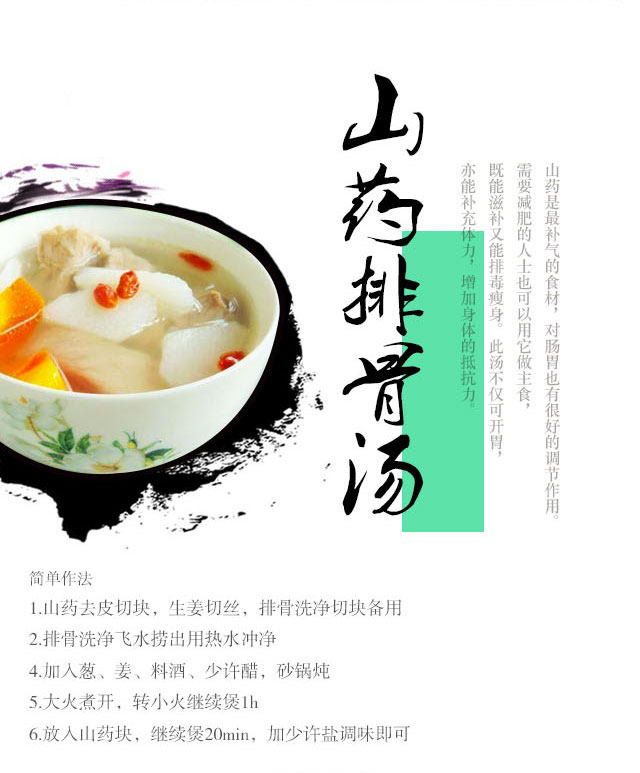 山药排骨汤
山药是最补气的食材，对肠胃也有很好的调节作用。
需要减肥的人士也可以用它做主食，
既能滋补又能排毒瘦身。此汤不仅可开胃，
亦能补充体力，增加身体的抵抗力。
简单作法
1.山药去皮切块，生姜切丝，排骨洗净切块备用
2.排骨洗净飞水捞出用热水冲净
4.加入葱、姜、料酒、少许醋，砂锅炖
5.大火煮开，转小火继续煲1h
6.放入山药块，继续煲20min，加少许盐调味即可